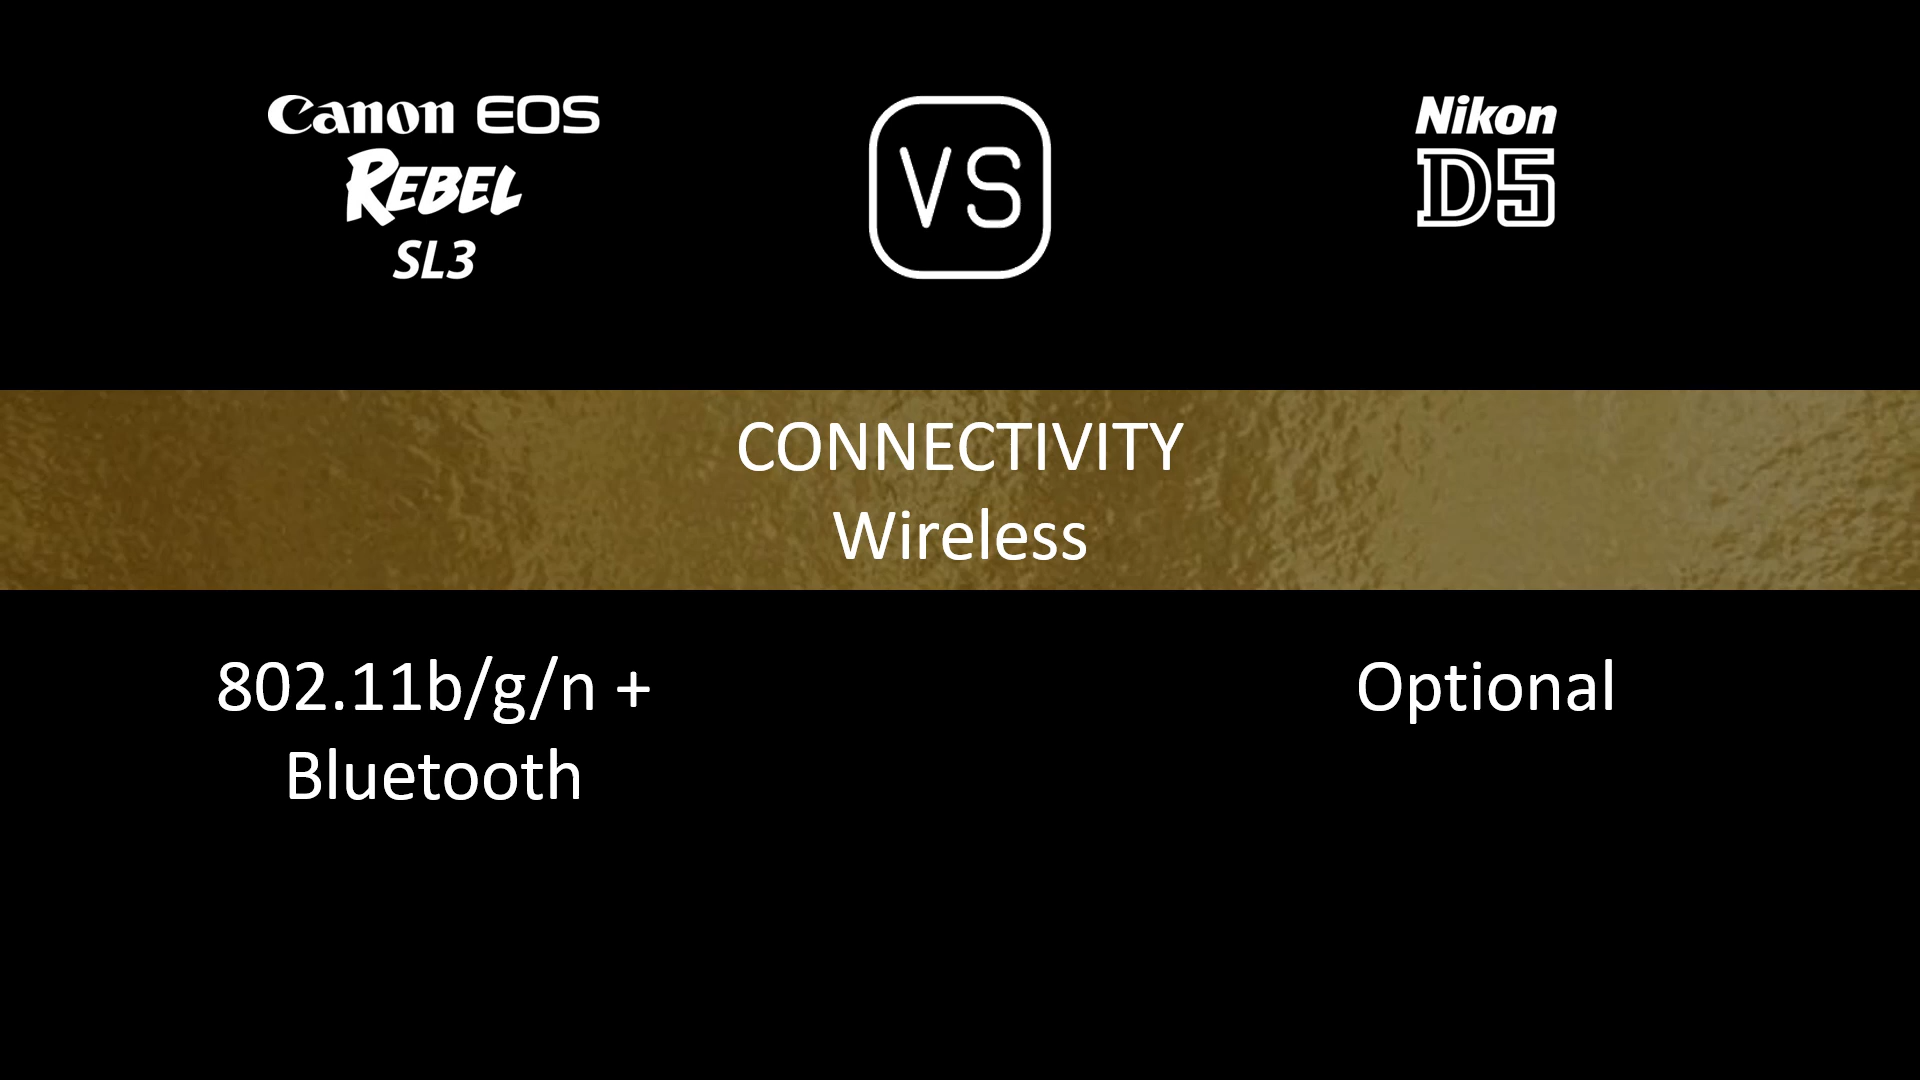 Canon EOS
REBEL
SL3
VS
Nikon
D5
CONNECTIVITY
Wireless
802.11b/g/n +
Bluetooth
Optional